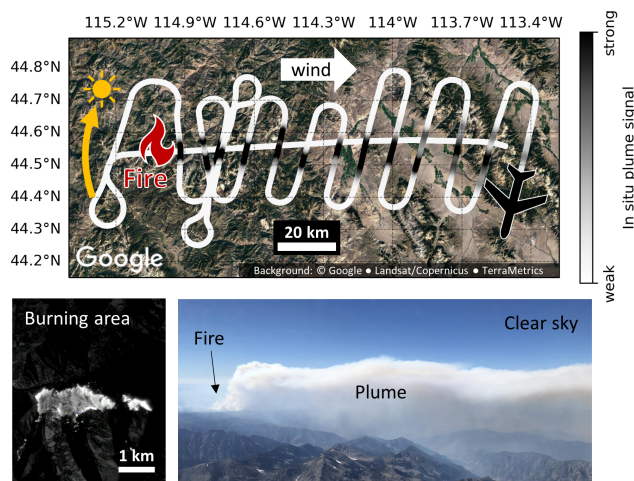 115.2°W 114.9°W 114.6°W 114.3°W 114°W 113.7°W 113.4°W
44.8°N
44.7°N
44.6°N
44.5°N
44.4°N
44.3°N
44.2°N
wind
Fire
20 km
Google
Background: © Google ● Landsat/Copernicus ● TerraMetrics
strong
In situ plume signal
weak
Burning area
1 km
Fire
Clear sky
Plume